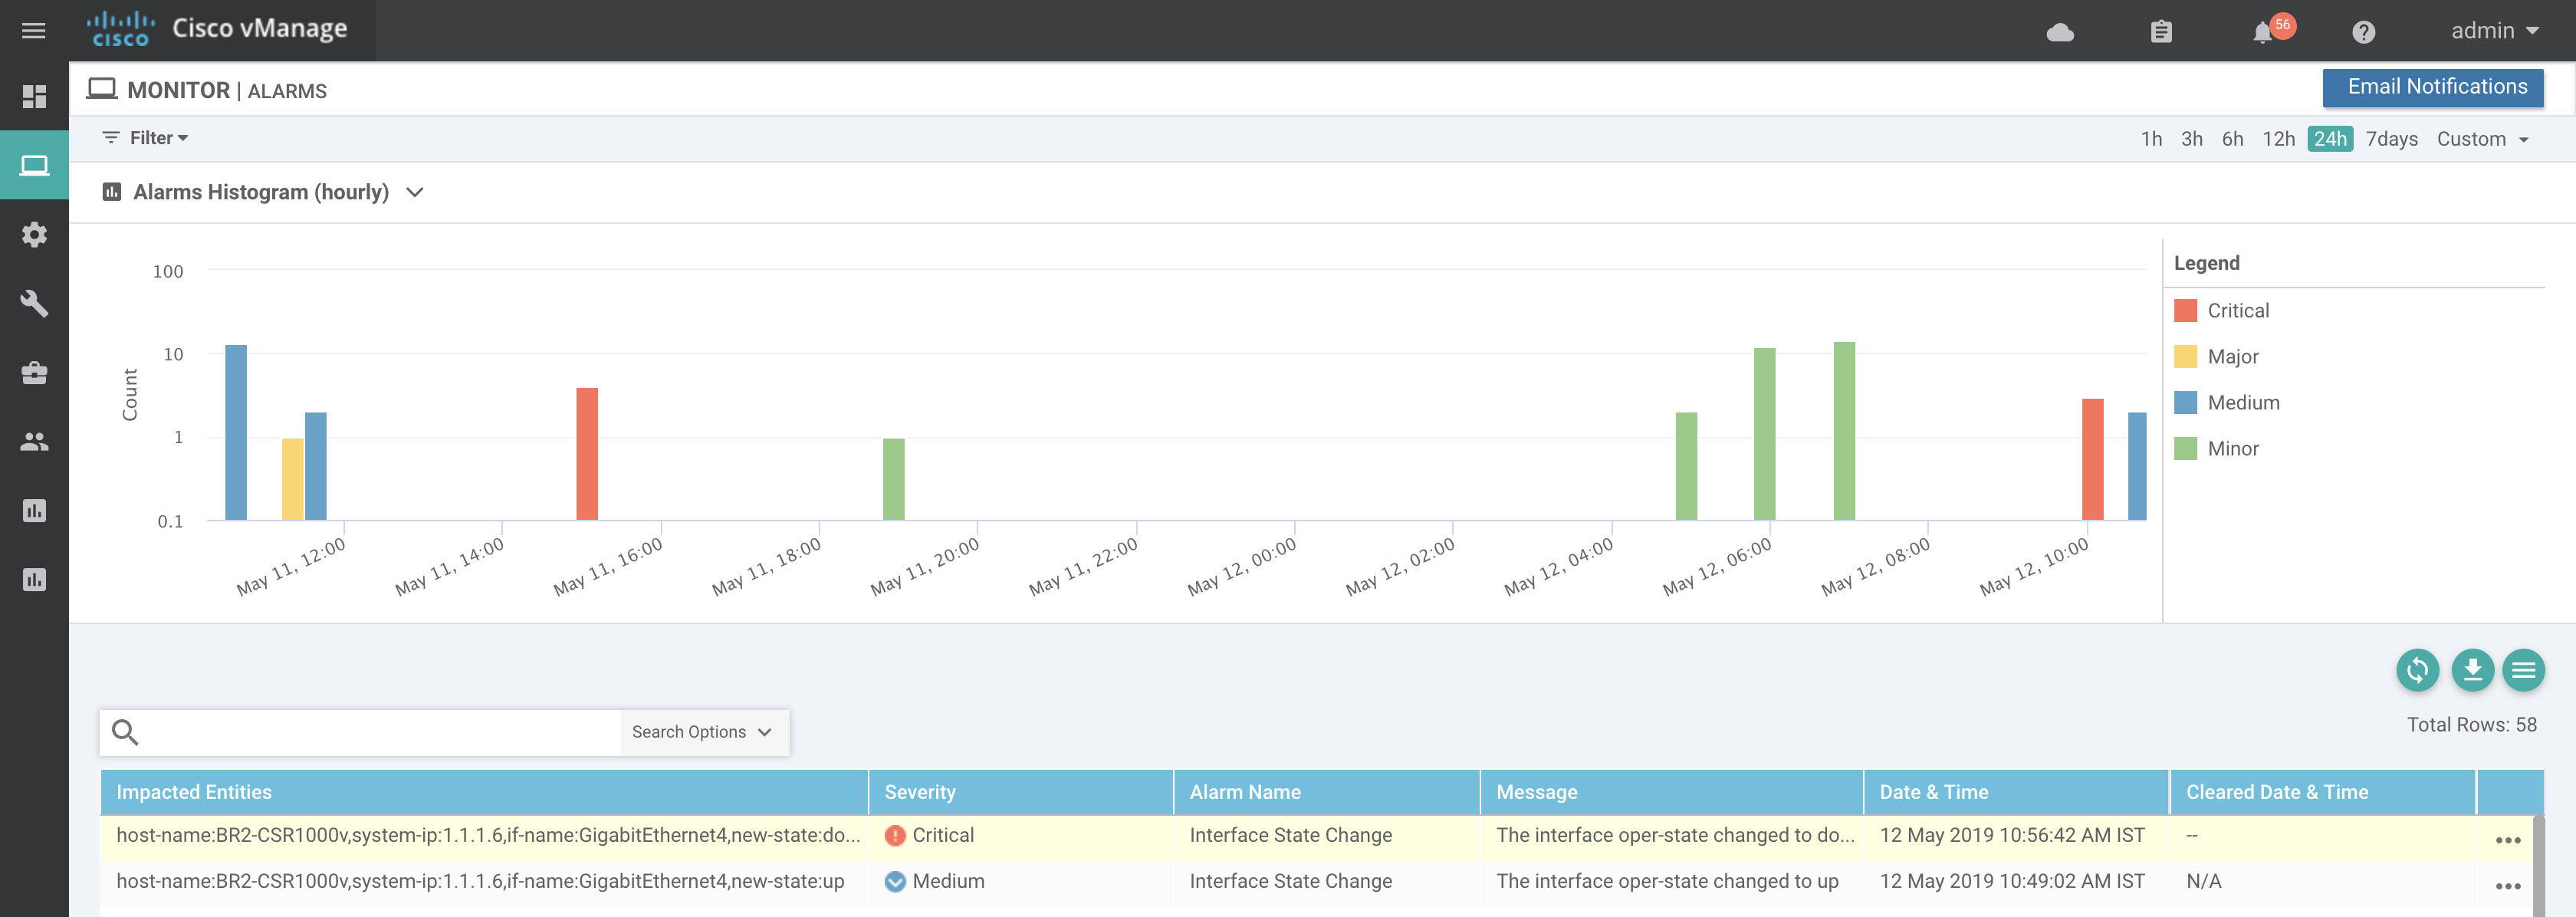 CISCO Cisco vManage 56 admin
MONITOR | ALARMS Email Notifications
Filter 1h 3h 6h 12h 24h 7days Custom
Alarms Histogram (hourly)
Legend
Critical
Major
Medium
Minor
Count
100
10
1
0.1
May 11, 12:00 May 11, 14:00 May 11, 16:00 May 11, 18:00 May 11, 20:00 May 11, 22:00 May 12, 00:00 May 12, 02:00 May 12, 04:00 May 12, 06:00 May 12, 08:00 May 12, 10:00
Search Options Total Rows: 58
Impacted Entities Severity Alarm Name Message Date & Time Cleared Date & Time
host-name:BR2-CSR1000v,system-ip:1.1.1.6,if-name:GigabitEthernet4,new-state:do... Critical Interface State Change The interface oper-state changed to do... 12 May 2019 10:56:42 AM IST --
host-name:BR2-CSR1000v,system-ip:1.1.1.6,if-name:GigabitEthernet4,new-state:up Medium Interface State Change The interface oper-state changed to up 12 May 2019 10:49:02 AM IST N/A